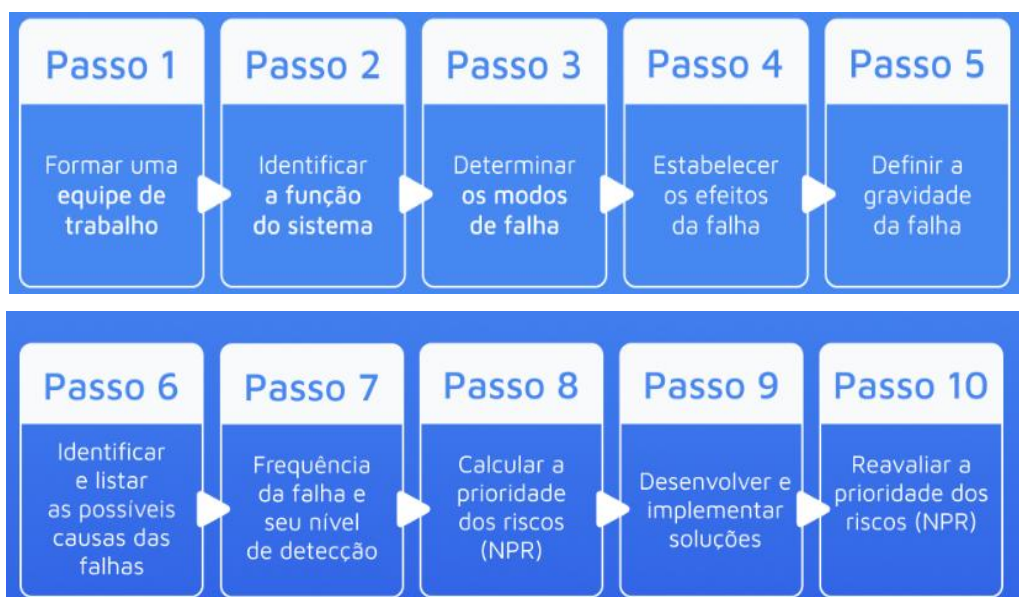 Passo 1
Formar uma
equipe de
trabalho
Passo 2
Identificar
a função
do sistema
Passo 3
Determinar
os modos
de falha
Passo 4
Estabelecer
os efeitos
da falha
Passo 5
Definir a
gravidade
da falha
Passo 6
Identificar
e listar
as possíveis
causas das
falhas
Passo 7
Frequência
da falha e
seu nível
de detecção
Passo 8
Calcular a
prioridade
dos riscos
(NPR)
Passo 9
Desenvolver e
implementar
soluções
Passo 10
Reavaliar a
prioridade dos
riscos (NPR)